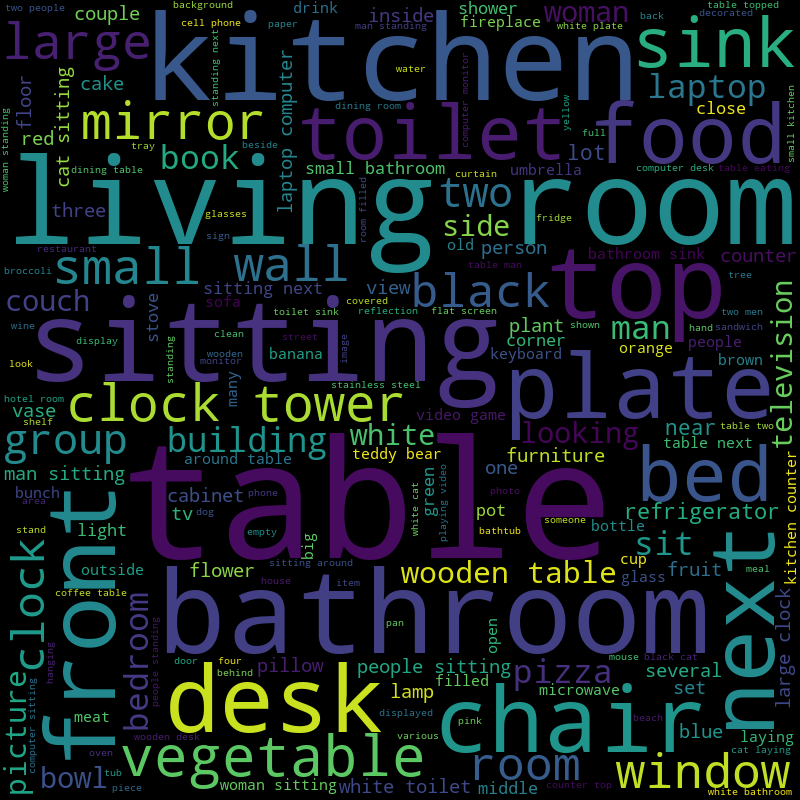 two people
background
drink
shower
woman
back
decorated
table topped
couple
cell phone
paper
man standing
inside
fireplace
white plate
large
kitchen
sink
standing next
water
floor
cake
laptop computer
computer monitor
laptop
close
mirror
toilet
food
dining room
yellow
small kitchen
woman standing
red
cat sitting
tray
book
beside
full
lot
dining table
small bathroom
curtain
umbrella
computer desk
table eating
living room
three
glasses
room filled
two
fridge
side
sign
old
person
restaurant
bathroom sink
counter
broccoli
small
wall
table man
tree
sitting next
view
black
top
couch
stove
sofa
covered
television
wine
toilet sink
reflection
flat screen
plant
shown
man
hand
two men
sandwich
sitting
clean
street
corner
display
standing
wooden
monitor
banana
image
keyboard
orange
people
look
many
stainless steel
plate
brown
hotel room
shelf
vase
clock tower
video game
near
table two
group
building
white
looking
table next
around table
teddy bear
furniture
man sitting
table
one
bed
bunch
cabinet
phone
white cat
green
playing video
photo
pot
refrigerator
kitchen counter
area
tv
dog
someone
bottle
stand
light
empty
big
bathtub
sit
front
clock
outside
flower
sitting around
wooden table
cup
glass
fruit
meal
next
coffee table
house
item
bathroom
large clock
bedroom
pan
open
hanging
people standing
door
four
behind
pillow
people sitting
mouse
black cat
pizza
several
picture
computer sitting
desk
lamp
filled
microwave
set
meat
displayed
pink
beach
chair
blue
laying
wooden desk
various
oven
vegetable
room
cat laying
bowl
tub
piece
woman sitting
white toilet
middle
counter top
window
white bathroom